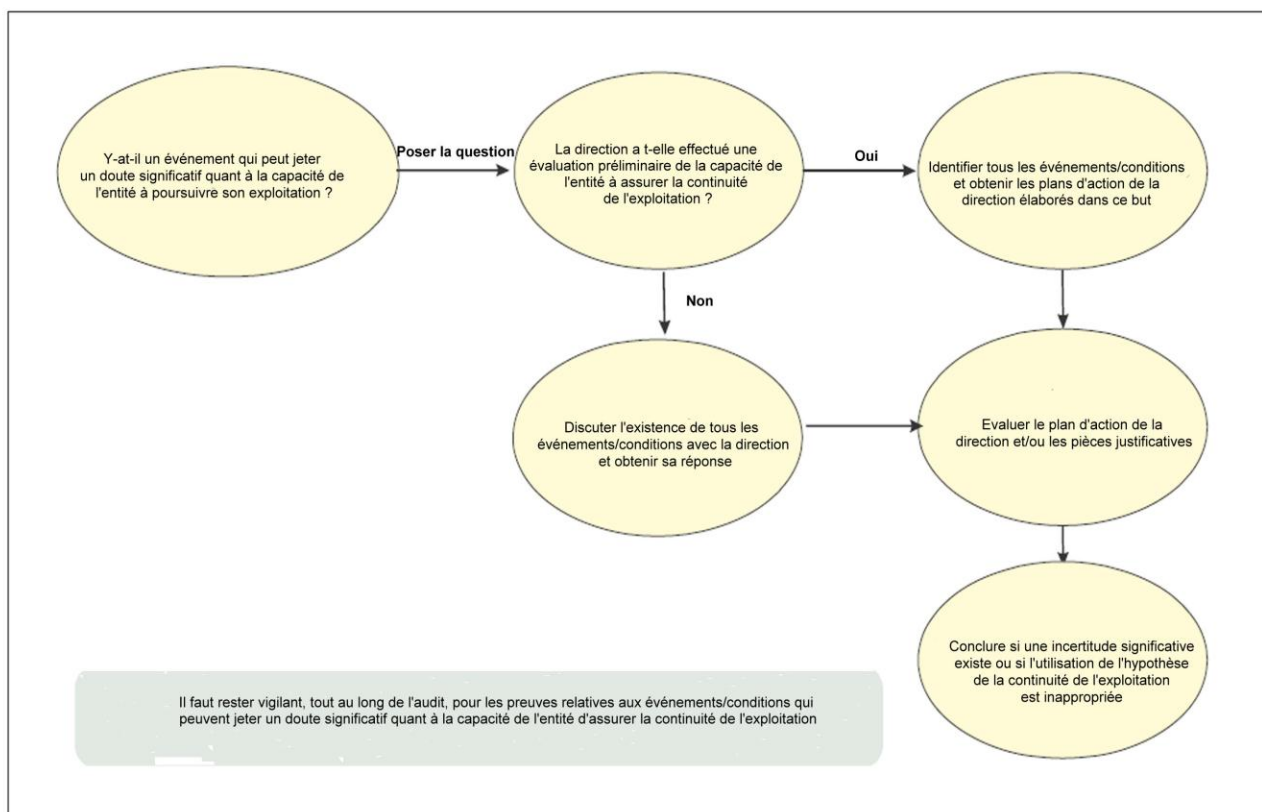 Y-at-il un événement qui peut jeter
un doute significatif quant à la capacité de
l'entité à poursuivre son exploitation ?
Poser la question
La direction a t-elle effectué une
évaluation préliminaire de la capacité de
l'entité à assurer la continuité
de l'exploitation ?
Oui
Identifier tous les événements/conditions
et obtenir les plans d'action de la
direction élaborés dans ce but
Non
Discuter l'existence de tous les
événements/conditions avec la direction
et obtenir sa réponse
Evaluer le plan d'action de la
direction et/ou les pièces justificatives
Conclure si une incertitude significative
existe ou si l'utilisation de l'hypothèse
de la continuité de l'exploitation
est inappropriée
Il faut rester vigilant, tout au long de l'audit, pour les preuves relatives aux événements/conditions qui
peuvent jeter un doute significatif quant à la capacité de l'entité d'assurer la continuité de l'exploitation